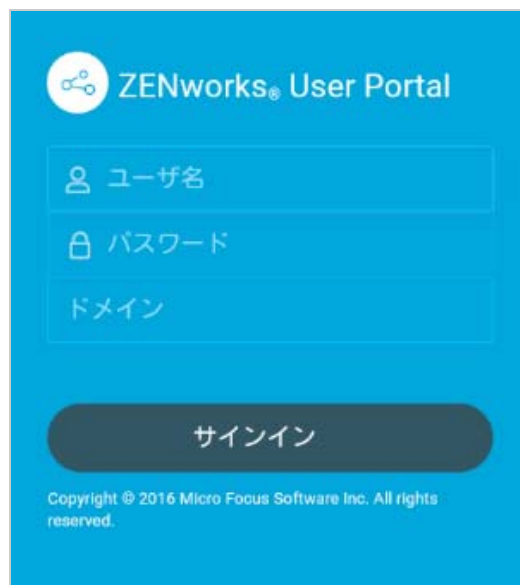 ZENworks® User Portal
ユーザ名
パスワード
ドメイン
サインイン
Copyright © 2016 Micro Focus Software Inc. All rights
reserved.